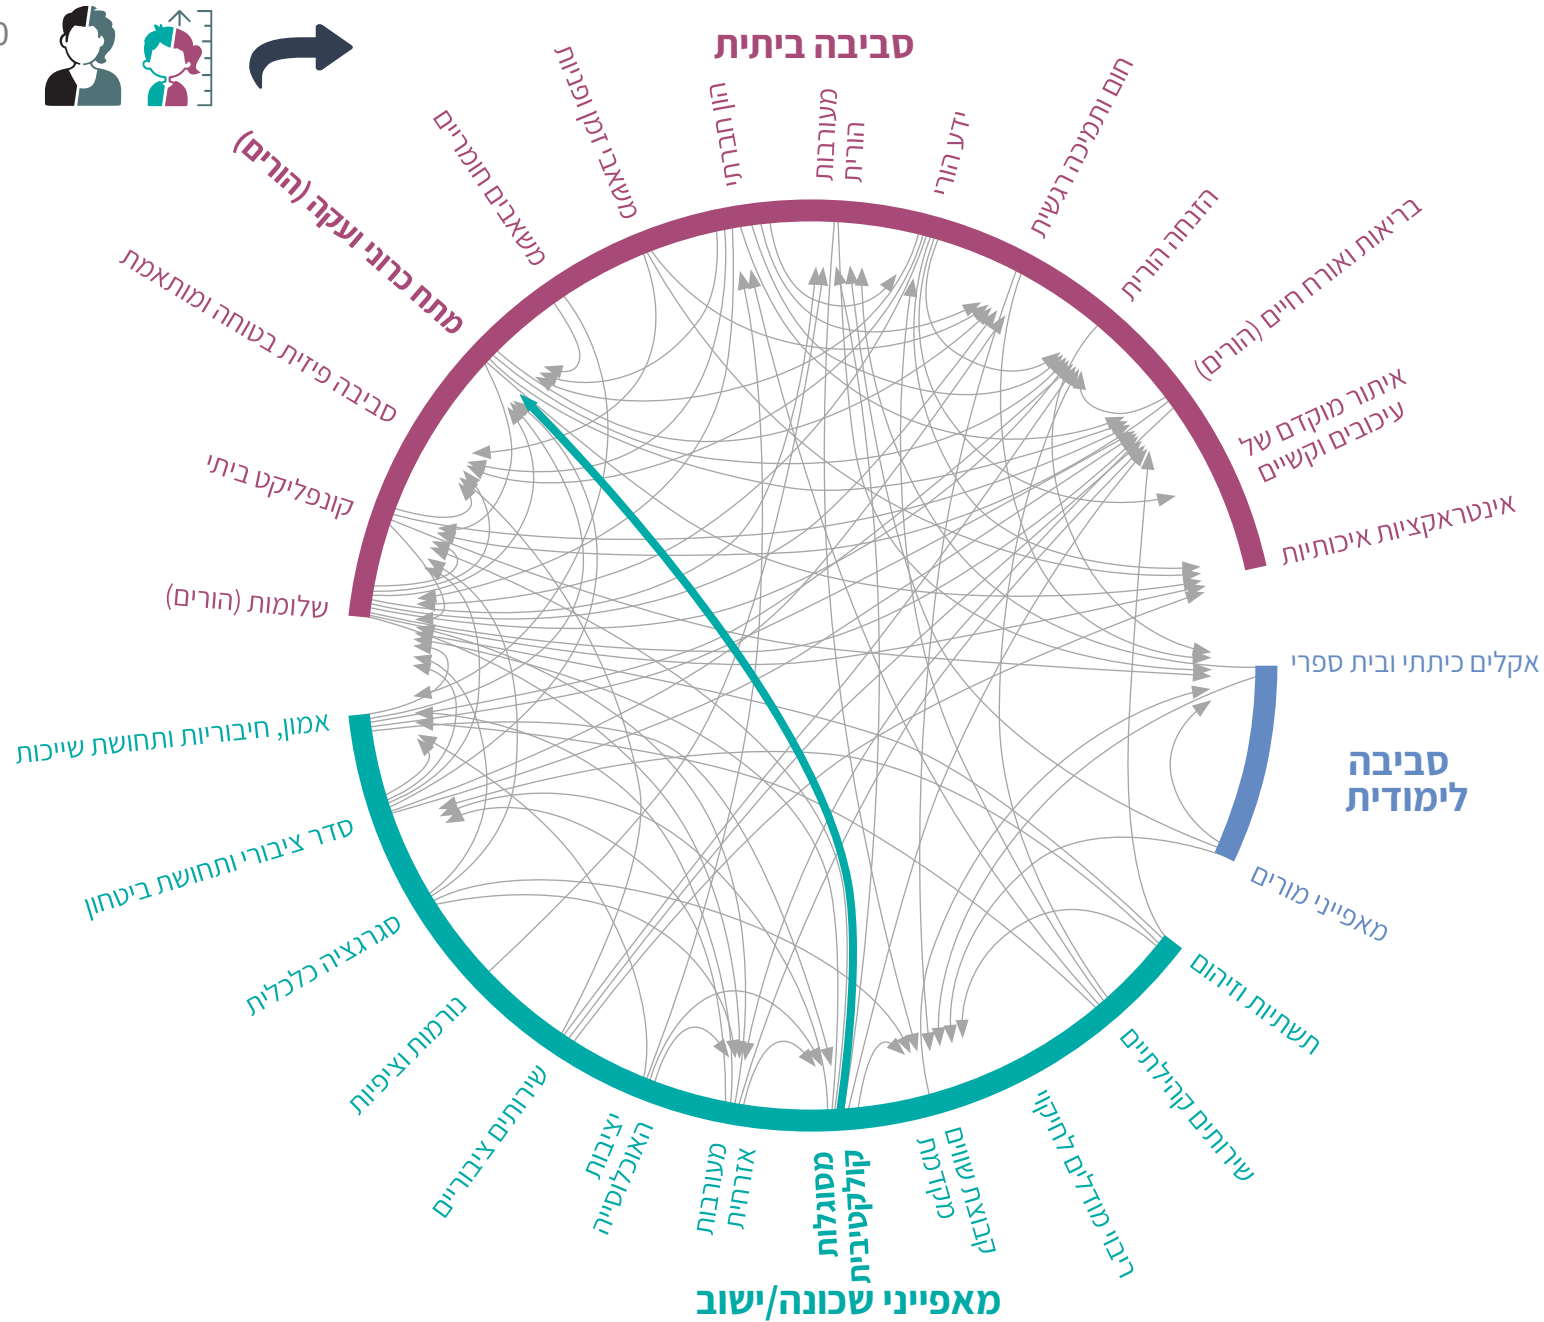 סביבה ביתית
מתח כרוני ועקה (הורים)
משאבים חומריים
משאבי זמן ופניות
תרבות
מעורבות
הורית
ידע הורי
חום ותמיכה רגשית
הזנחה הורית
בריאות ואורח חיים (הורים)
איתור מוקדם של
עיכובים וקשיים
אינטראקציות איכותיות
סביבה פיזית בטוחה ומותאמת
קונפליקט ביתי
שלומות (הורים)
אקלים כיתתי ובית ספרי
סביבה
לימודית
מאפייני מורים
אמון, חיבוריות ותחושת שייכות
סדר ציבורי ותחושת ביטחון
סגרגציה כלכלית
נורמות וציפיות
שירותים ציבוריים
יציבות
האוכלוסייה
מעורבות
אזרחית
מסוגלות
קולקטיבית
קבוצת שווים
מקדמת
ריבוי מודלים לחיקוי
שירותים קהילתיים
תשתיות וזיהום
מאפייני שכונה/ישוב